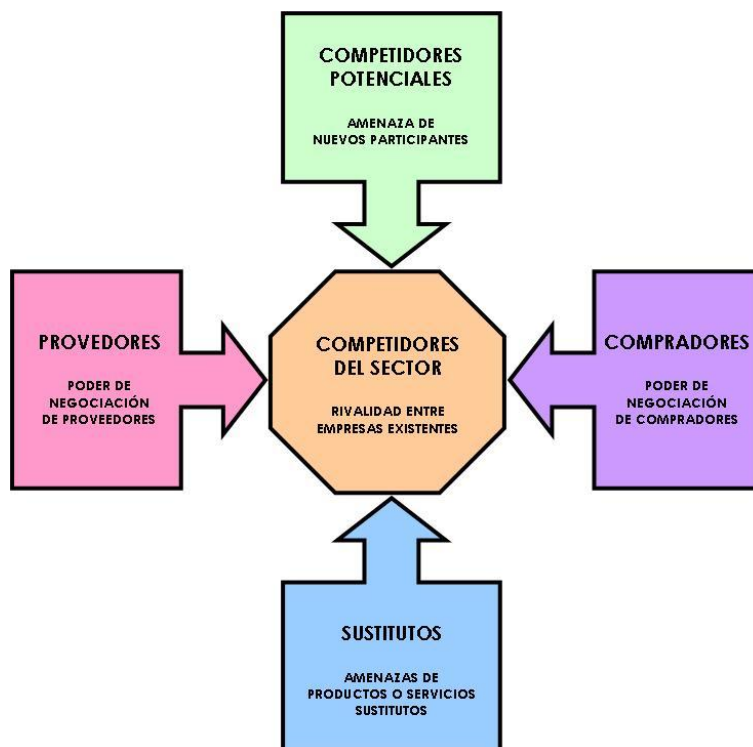 COMPETIDORES
POTENCIALES
AMENAZA DE
NUEVOS PARTICIPANTES
PROVEDORES
PODER DE
NEGOCIACIÓN
DE PROVEEDORES
COMPETIDORES
DEL SECTOR
RIVALIDAD ENTRE
EMPRESAS EXISTENTES
COMPRADORES
PODER DE
NEGOCIACIÓN
DE COMPRADORES
SUSTITUTOS
AMENAZAS DE
PRODUCTOS O SERVICIOS
SUSTITUTOS